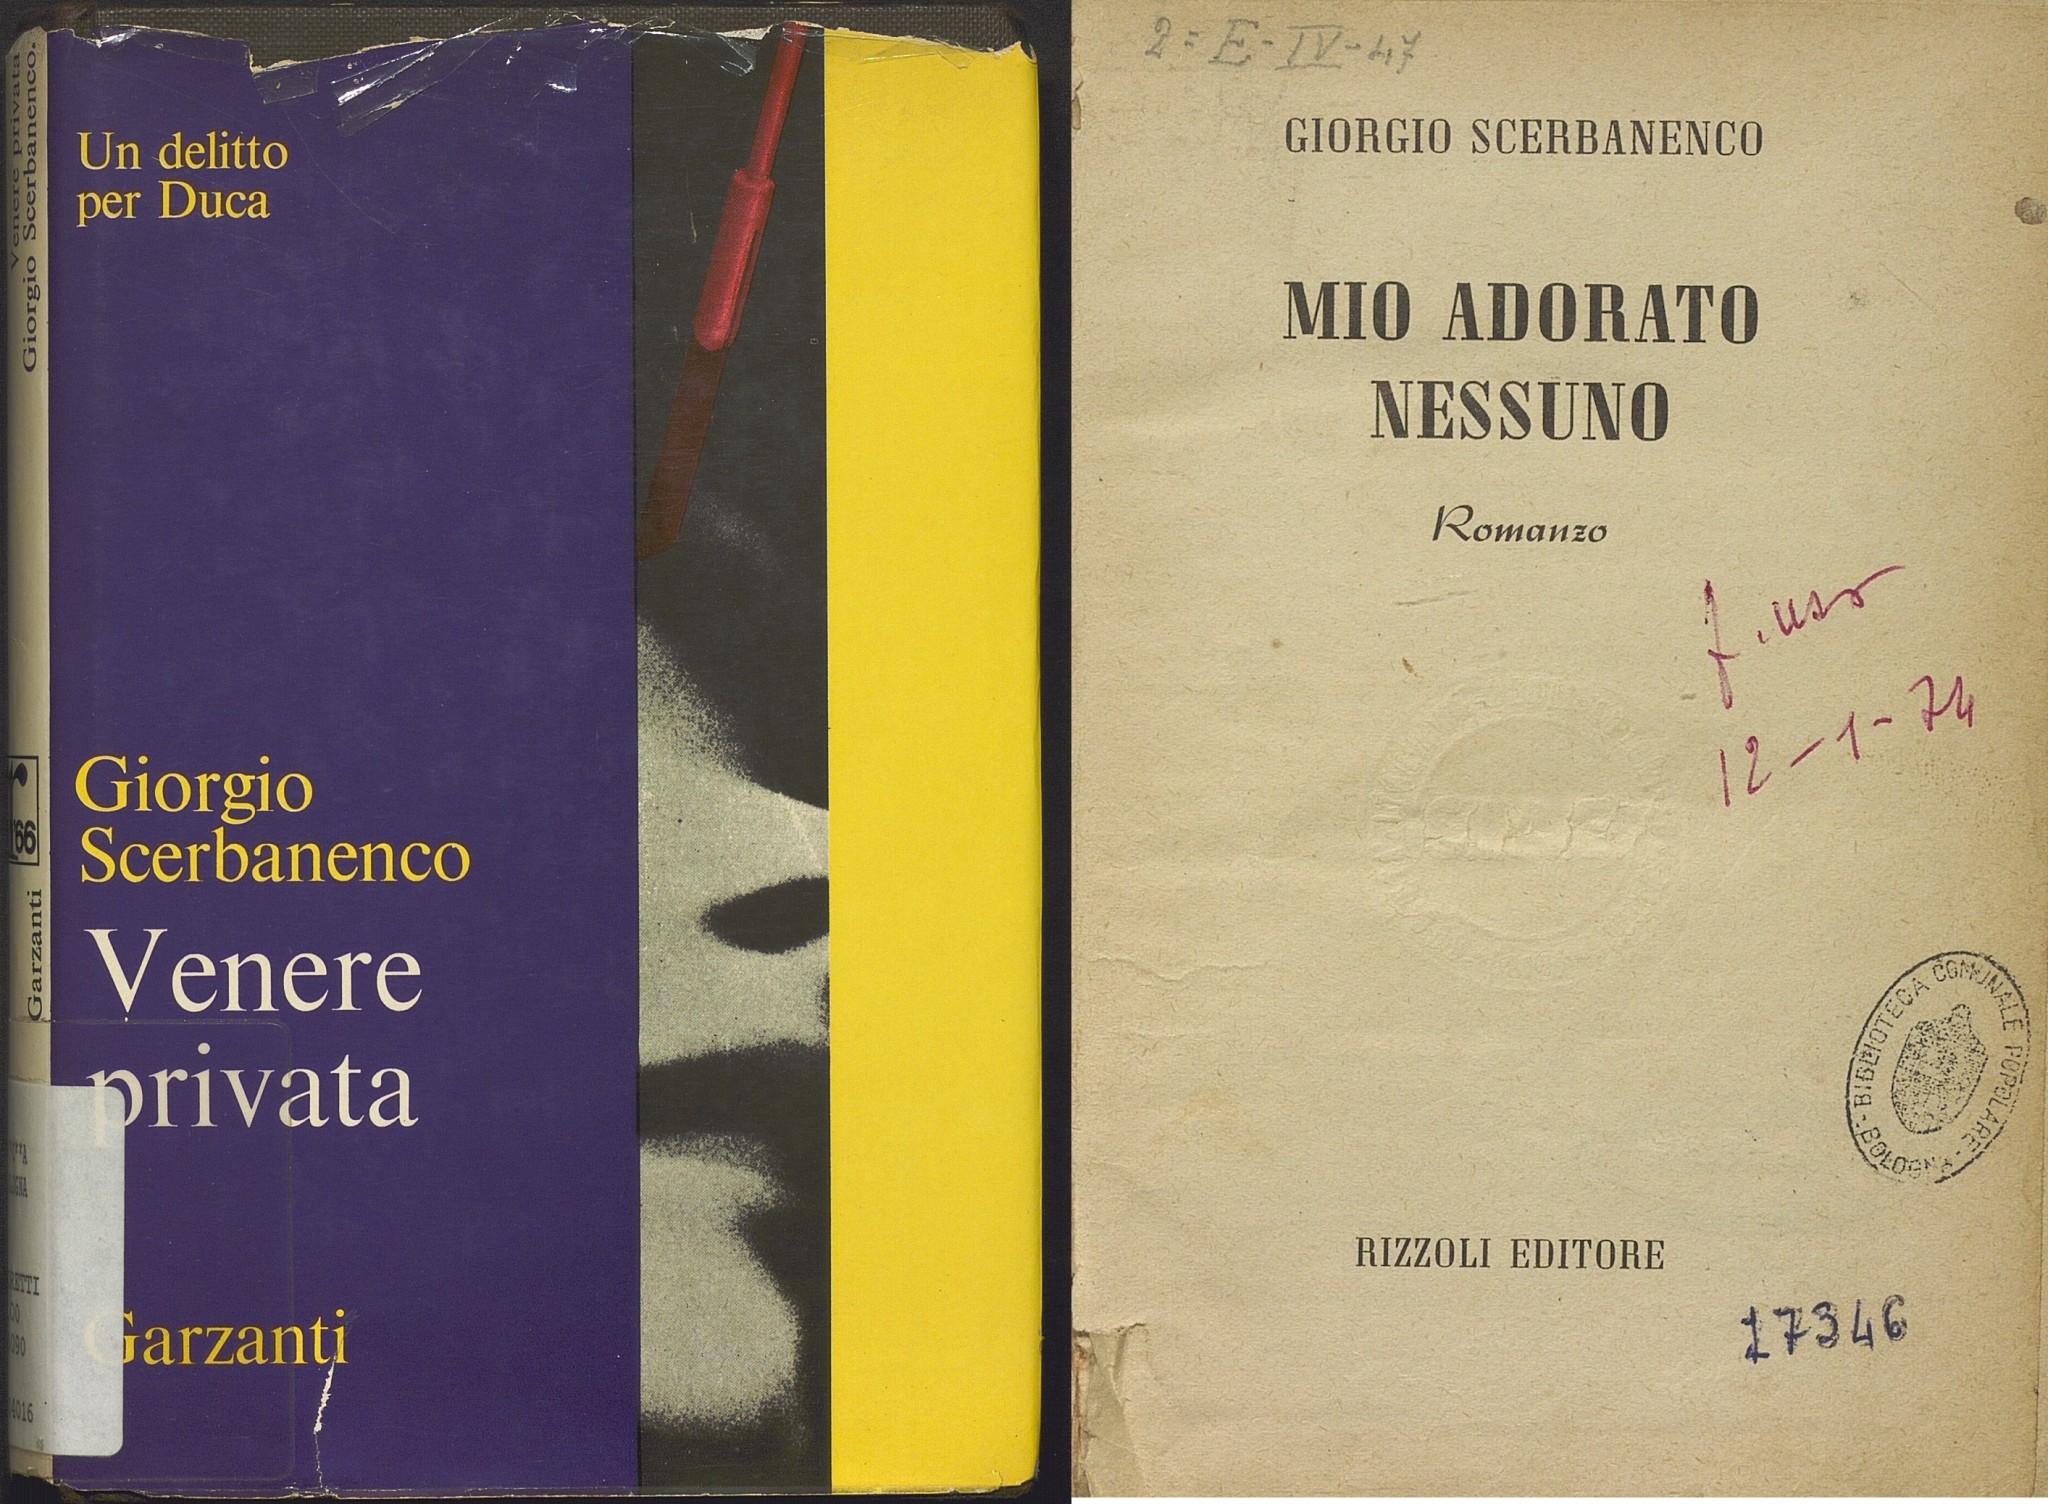 Venere privata
Giorgio Scerbanenco.
Garzanti
Un delitto
per Duca
Giorgio
Scerbanenco
Venere
privata
Garzanti
4016
2 = E - IV - 47
GIORGIO SCERBANENCO
MIO ADORATO
NESSUNO
Romanzo
12-1-74
BIBLIOTECA COMUNALE POPOLARE - BOLOGNA -
RIZZOLI EDITORE
17346